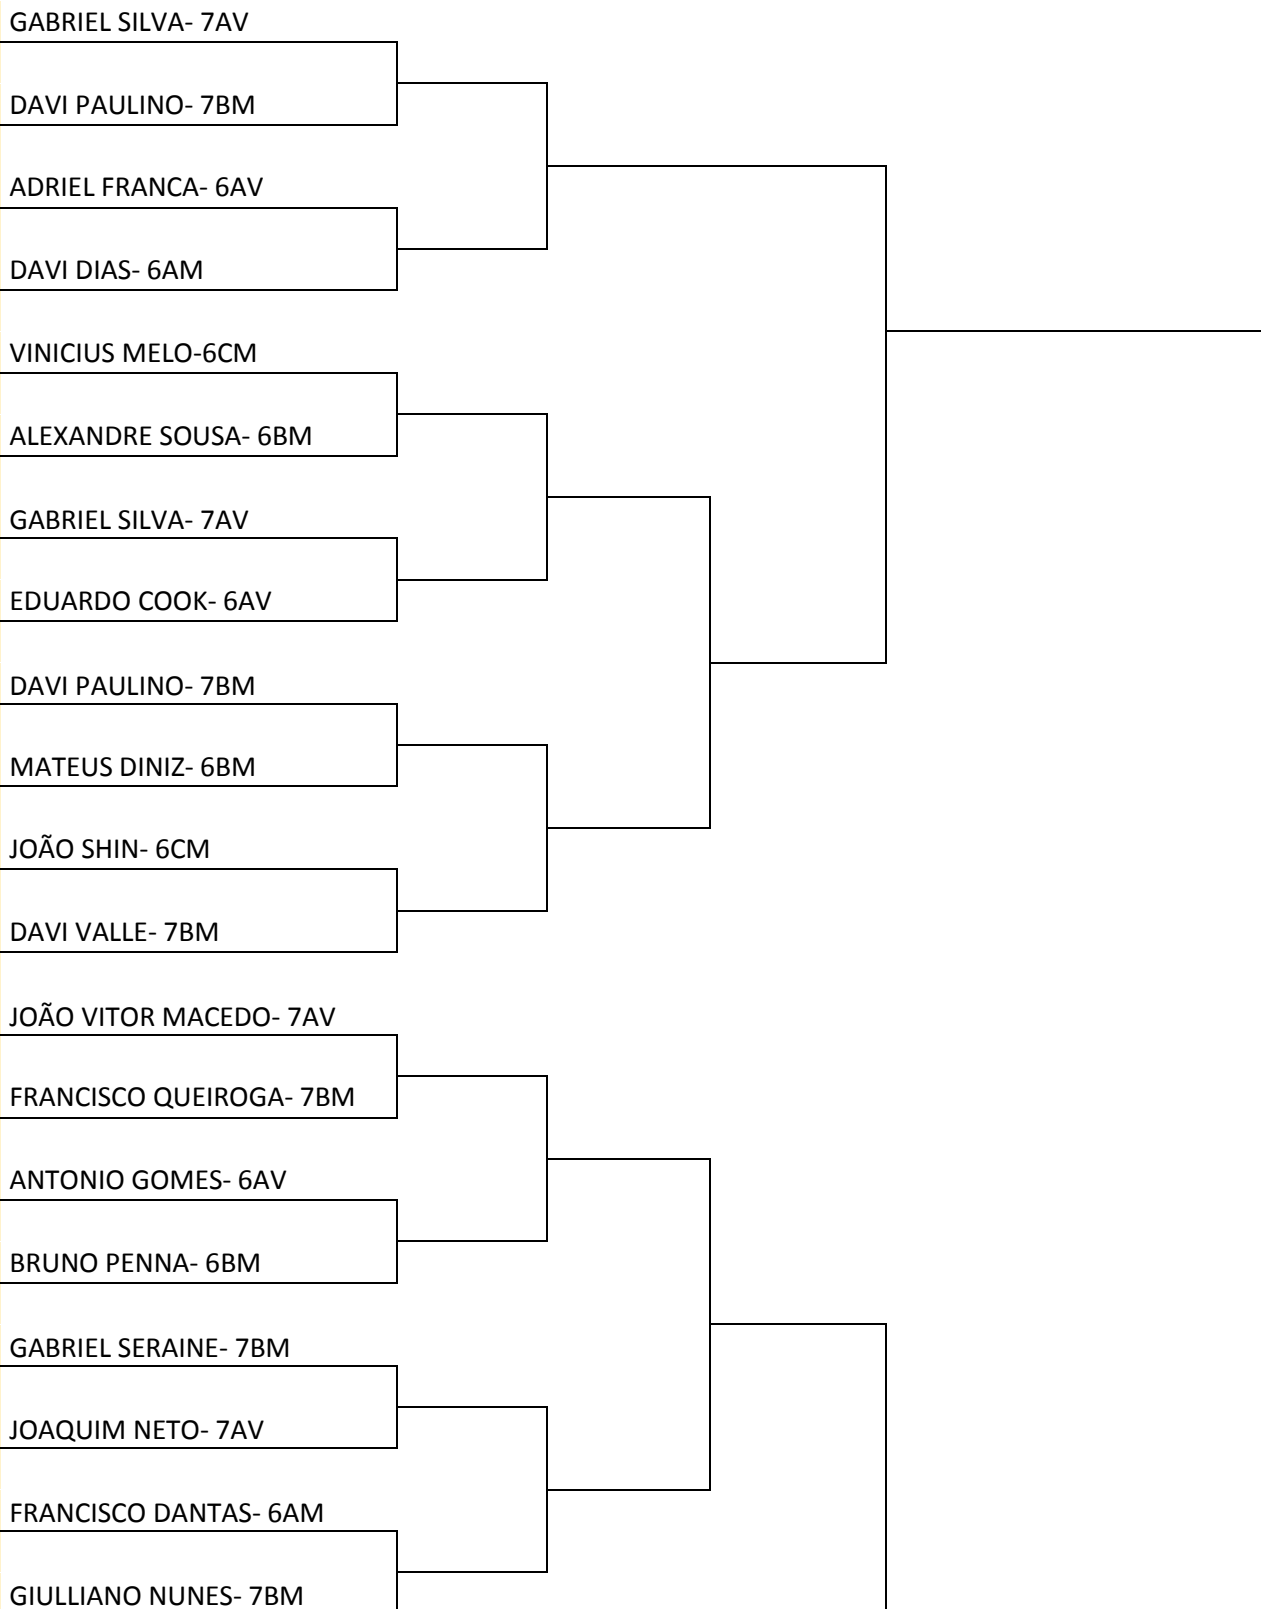 GABRIEL SILVA- 7AV
DAVI PAULINO- 7BM
ADRIEL FRANCA- 6AV
DAVI DIAS- 6AM
VINICIUS MELO-6CM
ALEXANDRE SOUSA- 6BM
GABRIEL SILVA- 7AV
EDUARDO COOK- 6AV
DAVI PAULINO- 7BM
MATEUS DINIZ- 6BM
JOÃO SHIN- 6CM
DAVI VALLE- 7BM
JOÃO VITOR MACEDO- 7AV
FRANCISCO QUEIROGA- 7BM
ANTONIO GOMES- 6AV
BRUNO PENNA- 6BM
GABRIEL SERAINE- 7BM
JOAQUIM NETO- 7AV
FRANCISCO DANTAS- 6AM
GIULLIANO NUNES- 7BM